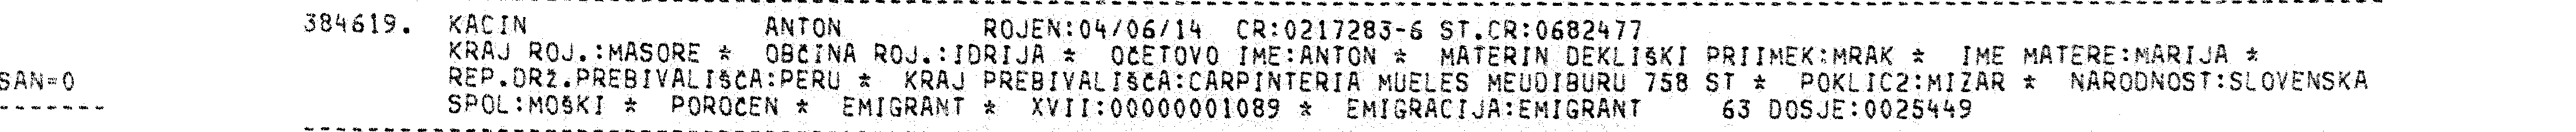 384619. KACIN ANTON ROJEN:04/06/14 CR:0217283-6 ST.CR:0682477
KRAJ ROJ.:MASORE * OBČINA ROJ.:IDRIJA * OČETOVO IME:ANTON * MATERIN DEKLIŠKI PRIIMEK:MRAK * IME MATERE:MARIJA *
SAN=0 REP.DRŽ.PREBIVALIŠČA:PERU * KRAJ PREBIVALIŠČA:CARPINTERIA MUELES MEUDIBURU 758 ST * POKLIC2:MIZAR * NARODNOST:SLOVENSKA
SPOL:MOŠKI * POROČEN * EMIGRANT * XVII:00000001089 * EMIGRACIJA:EMIGRANT 63 DOSJE:0025449